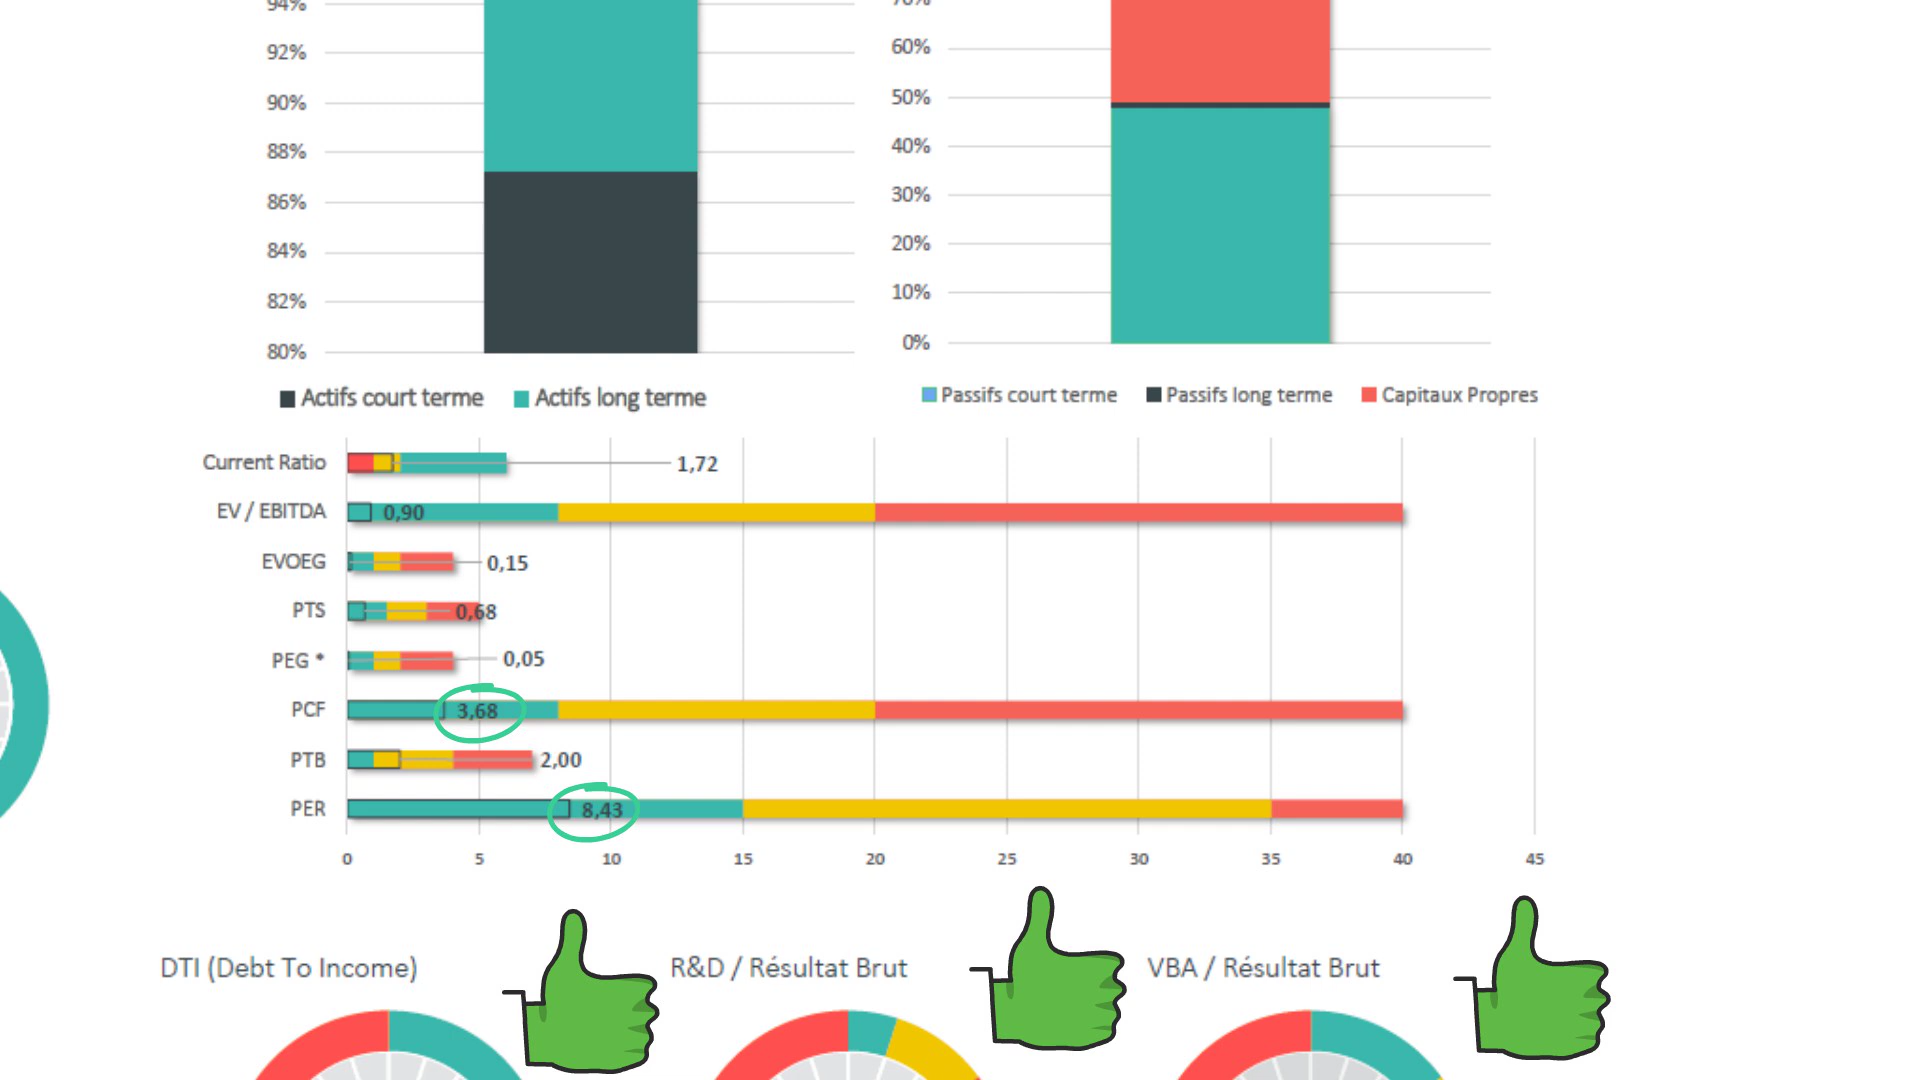 94%
92%
90%
88%
86%
84%
82%
80%
Actifs court terme Actifs long terme
60%
50%
40%
30%
20%
10%
0%
Passifs court terme Passifs long terme Capitaux Propres
Current Ratio 1,72
EV / EBITDA 0,90
EVOEG 0,15
PTS 0,68
PEG * 0,05
PCF 3,68
PTB 2,00
PER 8,43
0 5 10 15 20 25 30 35 40 45
DTI (Debt To Income)
R&D / Résultat Brut
VBA / Résultat Brut